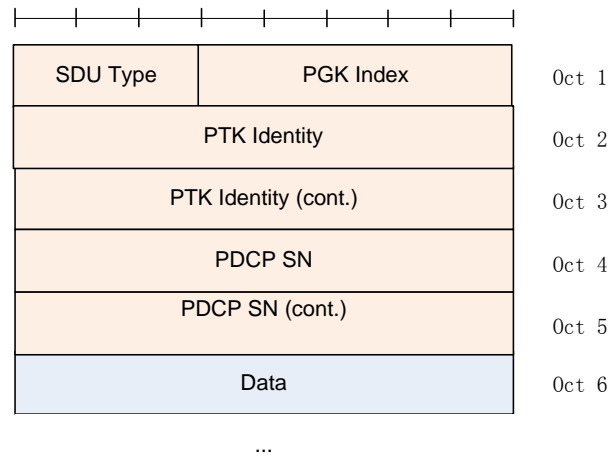 SDU Type PGK Index Oct 1
PTK Identity Oct 2
PTK Identity (cont.) Oct 3
PDCP SN Oct 4
PDCP SN (cont.) Oct 5
Data Oct 6
...